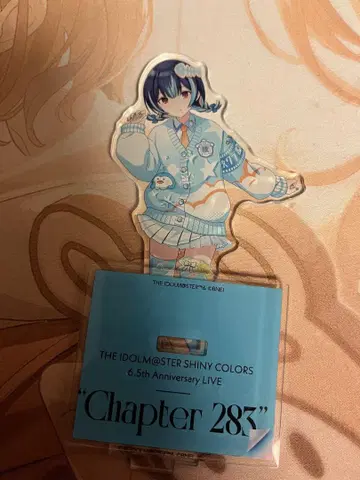 THE IDOLM@STER SHINY COLORS
6.5th Anniversary LIVE
"Chapter 283"